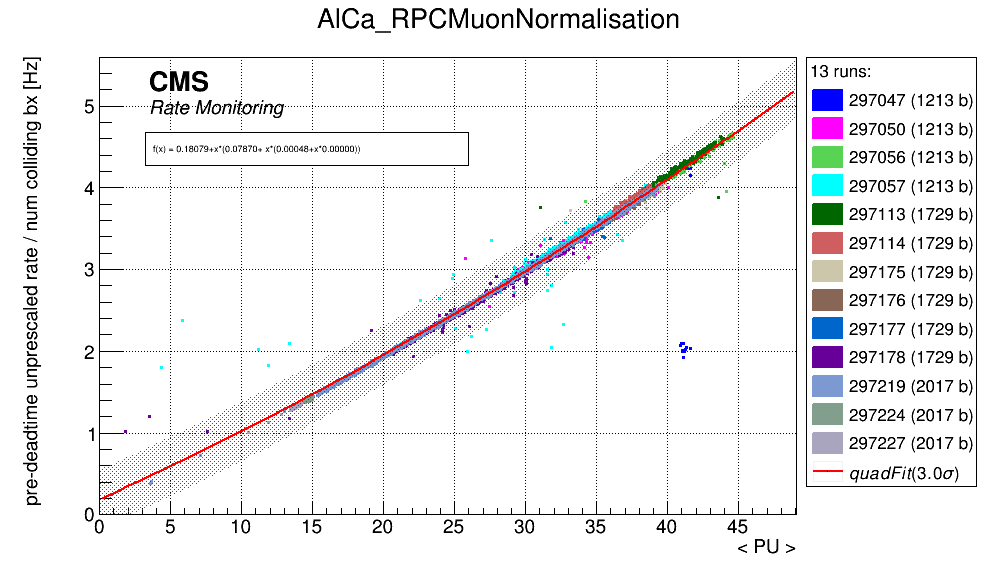 AlCa_RPCMuonNormalisation
pre-deadtime unprescaled rate / num colliding bx [Hz]
CMS
Rate Monitoring
f(x) = 0.18079+x*(0.07870+ x*(0.00048+x*0.00000))
5
4
3
2
1
0
0 5 10 15 20 25 30 35 40 45
< PU >
13 runs:
297047 (1213 b)
297050 (1213 b)
297056 (1213 b)
297057 (1213 b)
297113 (1729 b)
297114 (1729 b)
297175 (1729 b)
297176 (1729 b)
297177 (1729 b)
297178 (1729 b)
297219 (2017 b)
297224 (2017 b)
297227 (2017 b)
quadFit(3.0σ)